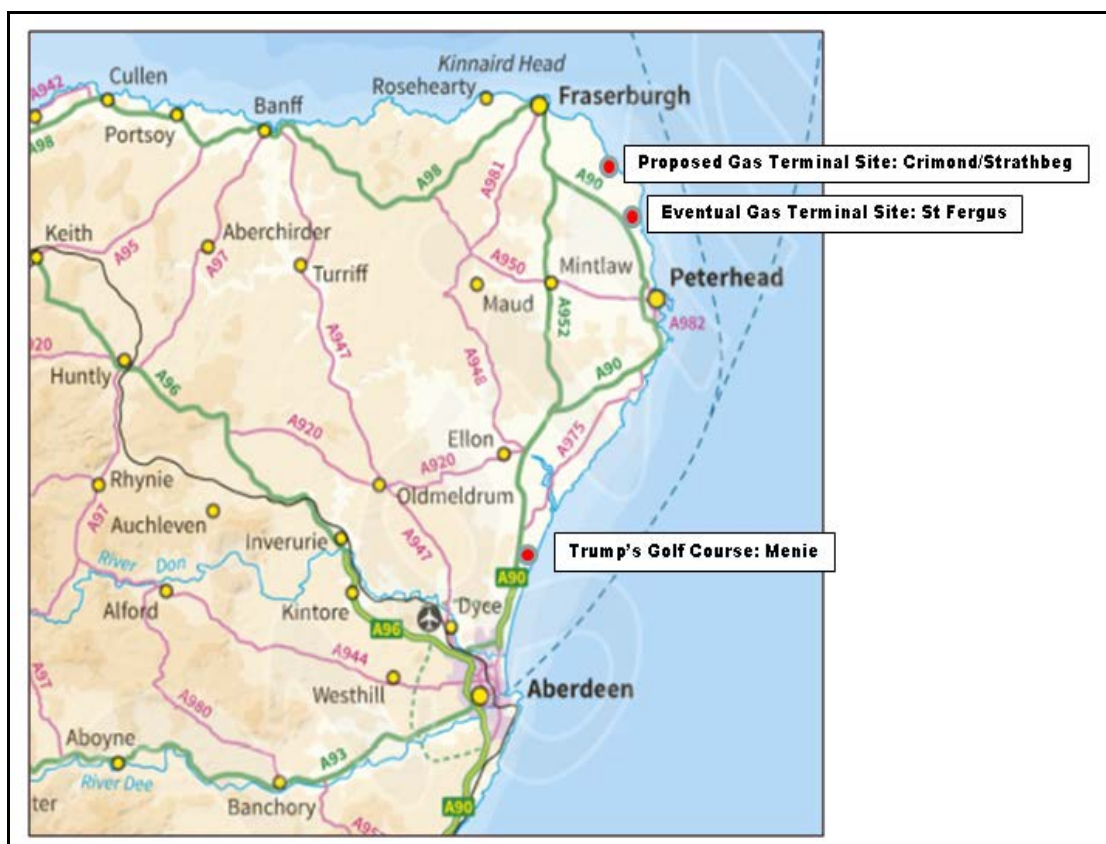 Kinnaird Head
A942
Cullen
Rosehearty
Fraserburgh
Banff
Portsoy
A98
A98
A981
Proposed Gas Terminal Site: Crimond/Strathbeg
A90
Eventual Gas Terminal Site: St Fergus
Keith
Aberchirder
A95
A97
A950
Mintlaw
Turriff
Peterhead
Maud
A952
A982
A947
A948
A90
Huntly
A96
A920
Ellon
A975
A920
Rhynie
Oldmeldrum
A97
Auchleven
Inverurie
A947
Trump's Golf Course: Menie
River Don
A90
Alford
Kintore
Dyce
A96
A944
Westhill
Aberdeen
A97
A980
Aboyne
A93
River Dee
Banchory
A90
ter